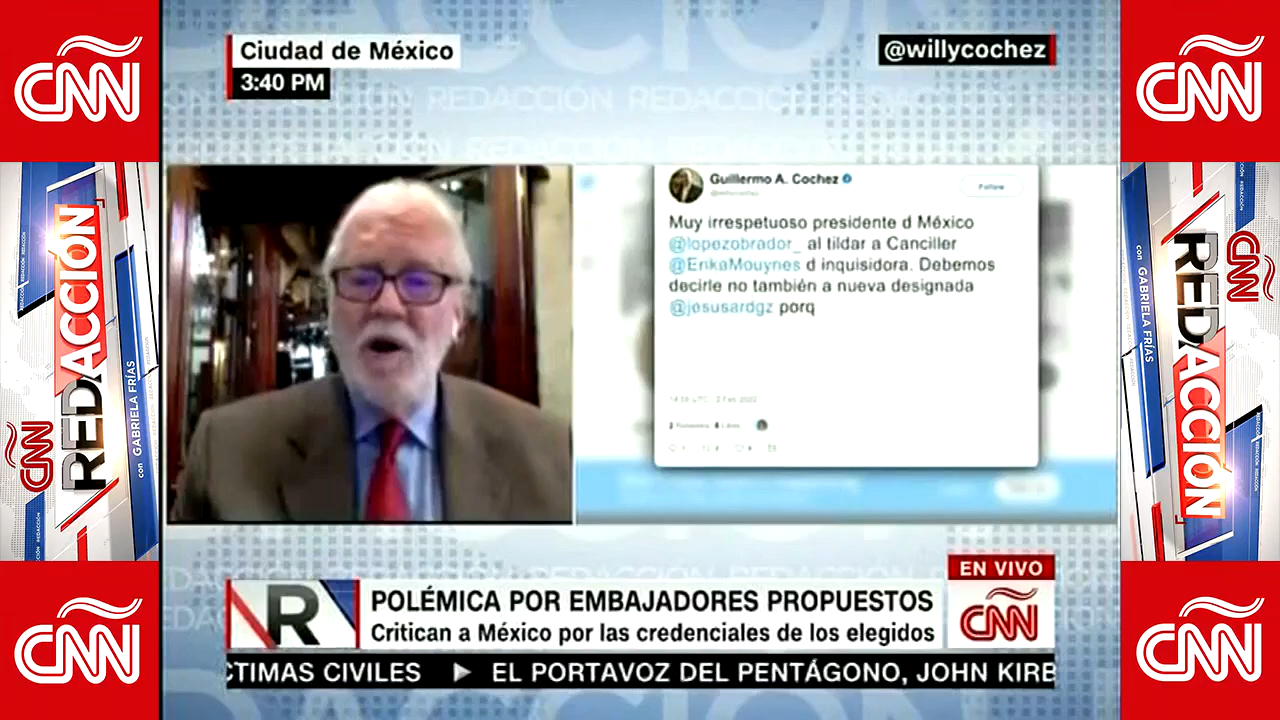 CNN
CNN
Ciudad de México
3:40 PM
@willycochez
REDACCIÓN
REDACCIÓN
CNN
REDACCIÓN
con GABRIELA FRÍAS
Guillermo A. Cochez
@willycochez
Follow
Muy irrespetuoso presidente d México
@lopezobrador_ al tildar a Canciller
@ErikaMouynes d inquisidora. Debemos
decirle no también a nueva designada
@jesusardgz porq
CNN
REDACCIÓN
con GABRIELA FRÍAS
EN VIVO
R
POLÉMICA POR EMBAJADORES PROPUESTOS
Critican a México por las credenciales de los elegidos
CNN
CTIMAS CIVILES ▶ EL PORTAVOZ DEL PENTÁGONO, JOHN KIRB
CNN
CNN